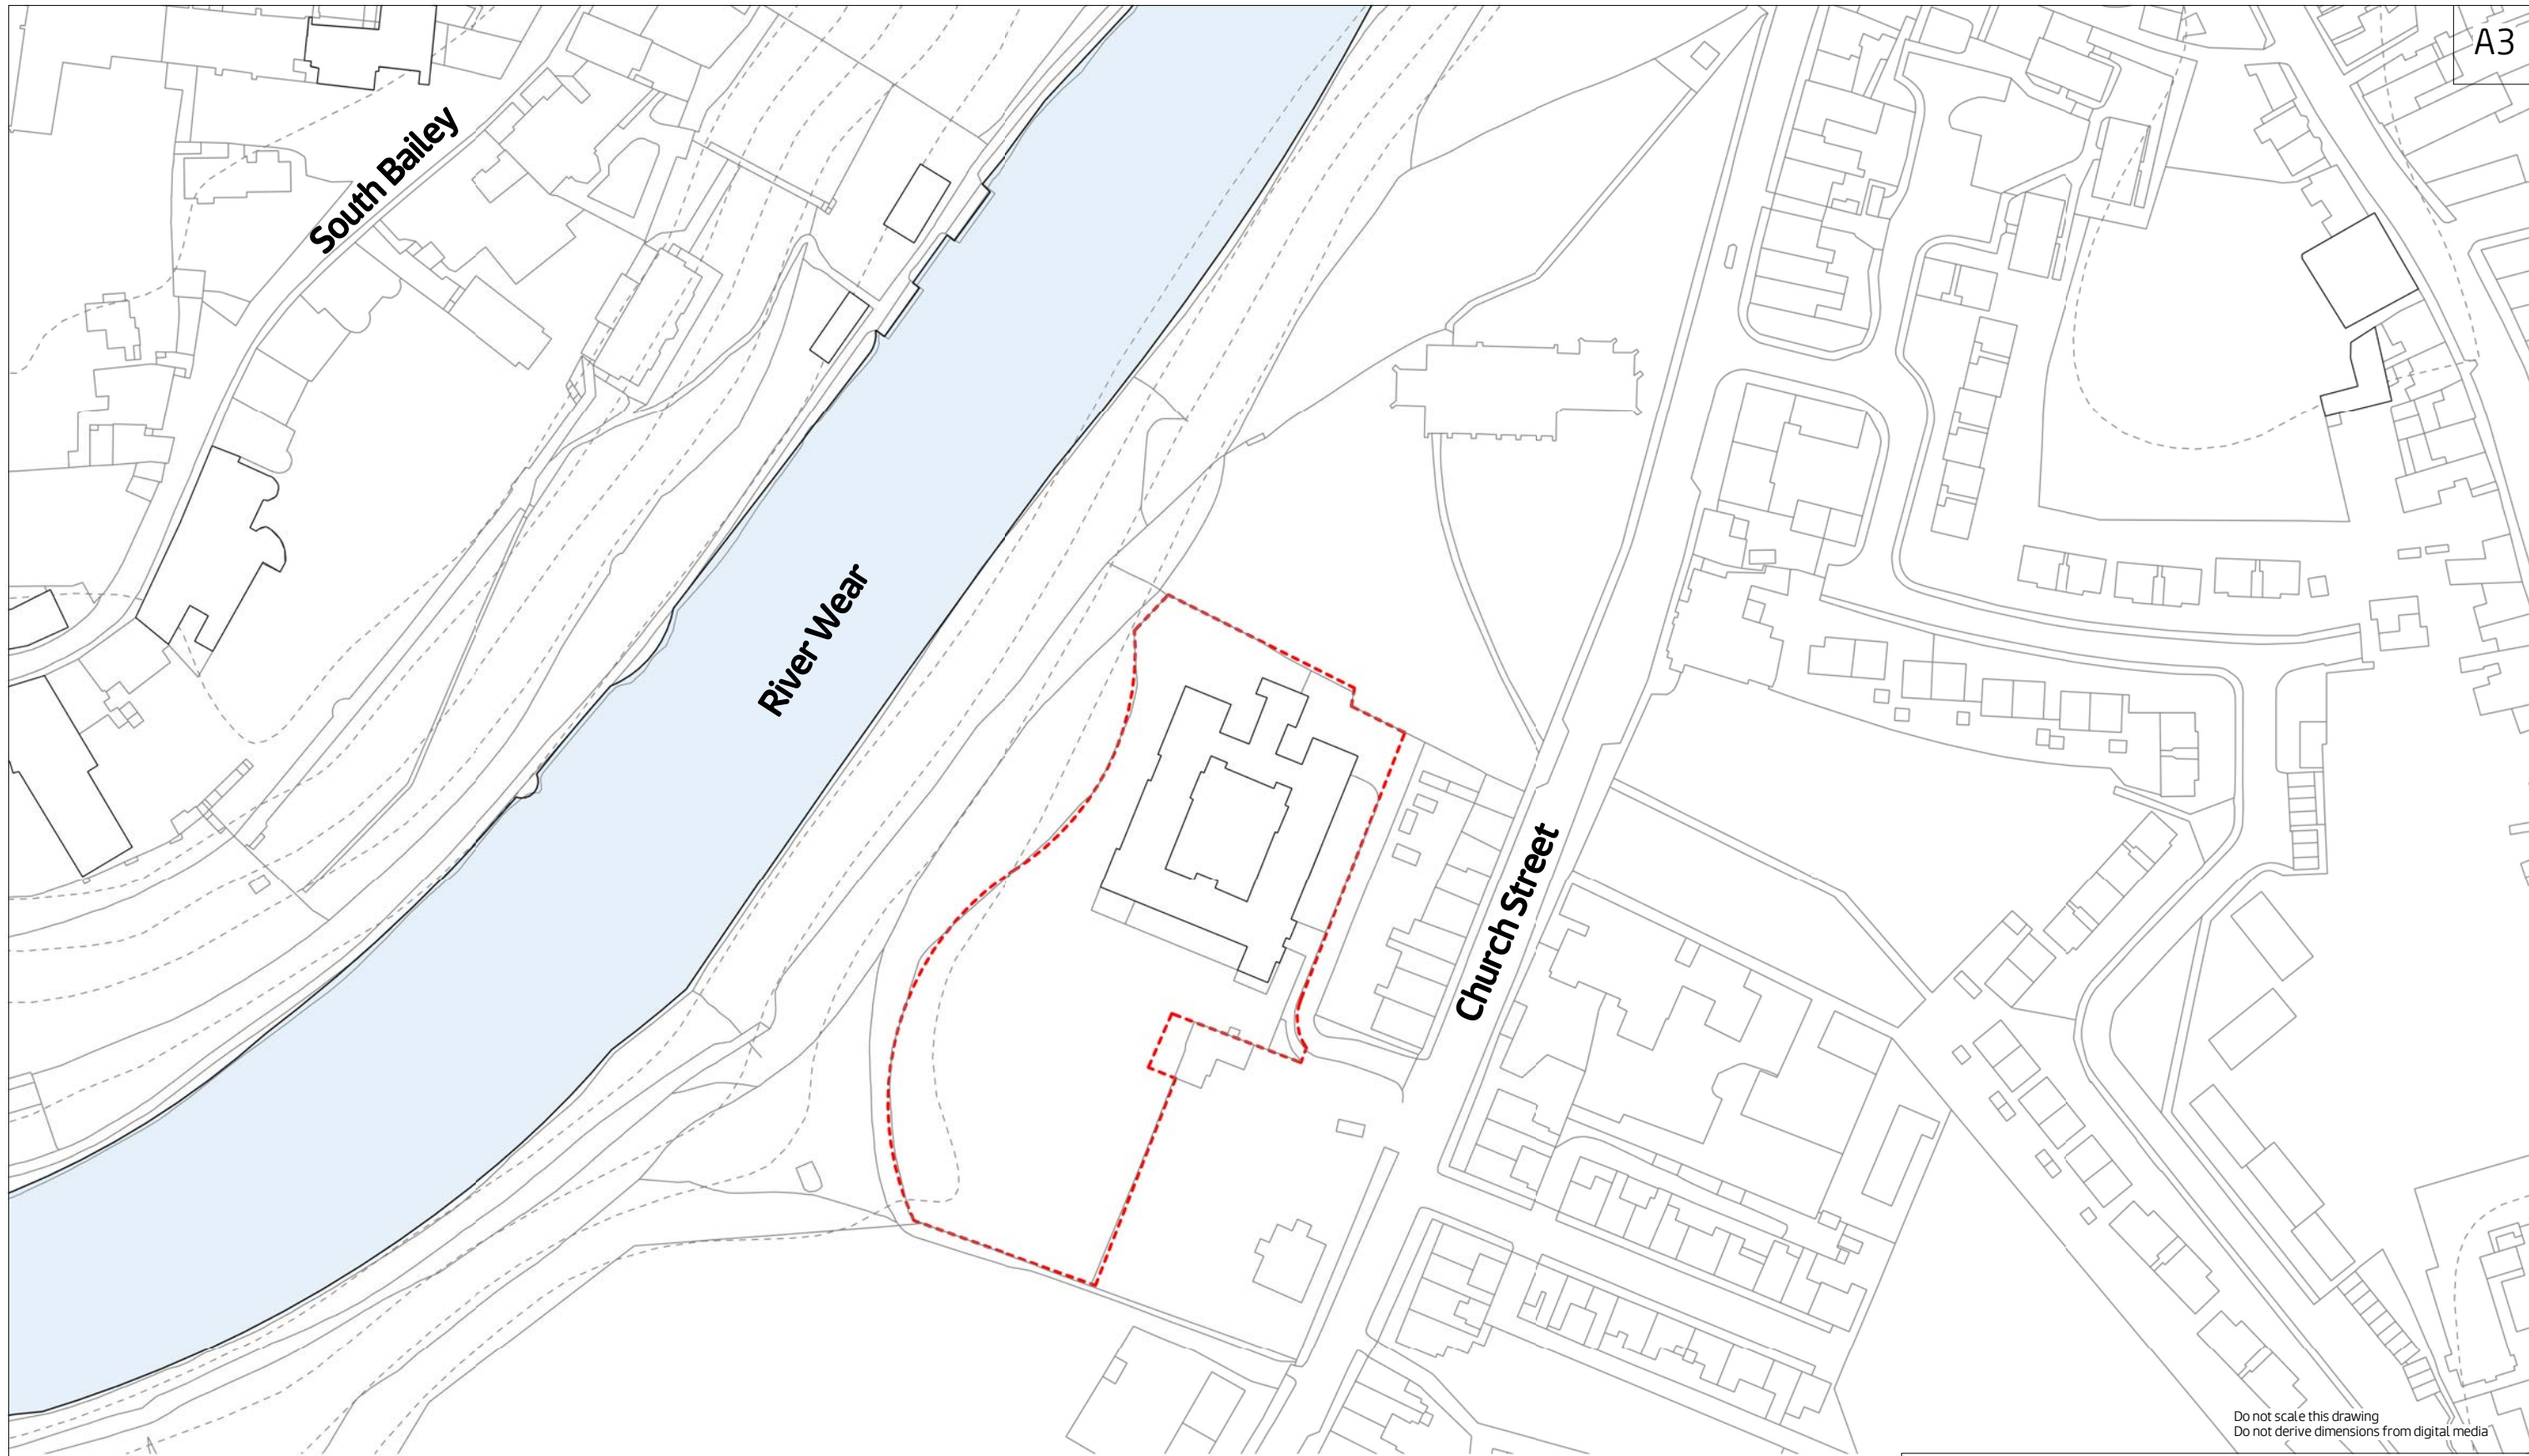 A3
South Bailey
River Wear
Church Street
Do not scale this drawing
Do not derive dimensions from digital media